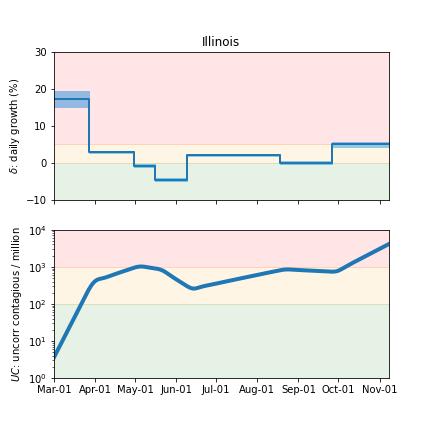 Illinois
30
20
10
0
−10
δ: daily growth (%)
10⁴
10³
10²
10¹
10⁰
UC: uncorr contagious / million
Mar-01 Apr-01 May-01 Jun-01 Jul-01 Aug-01 Sep-01 Oct-01 Nov-01